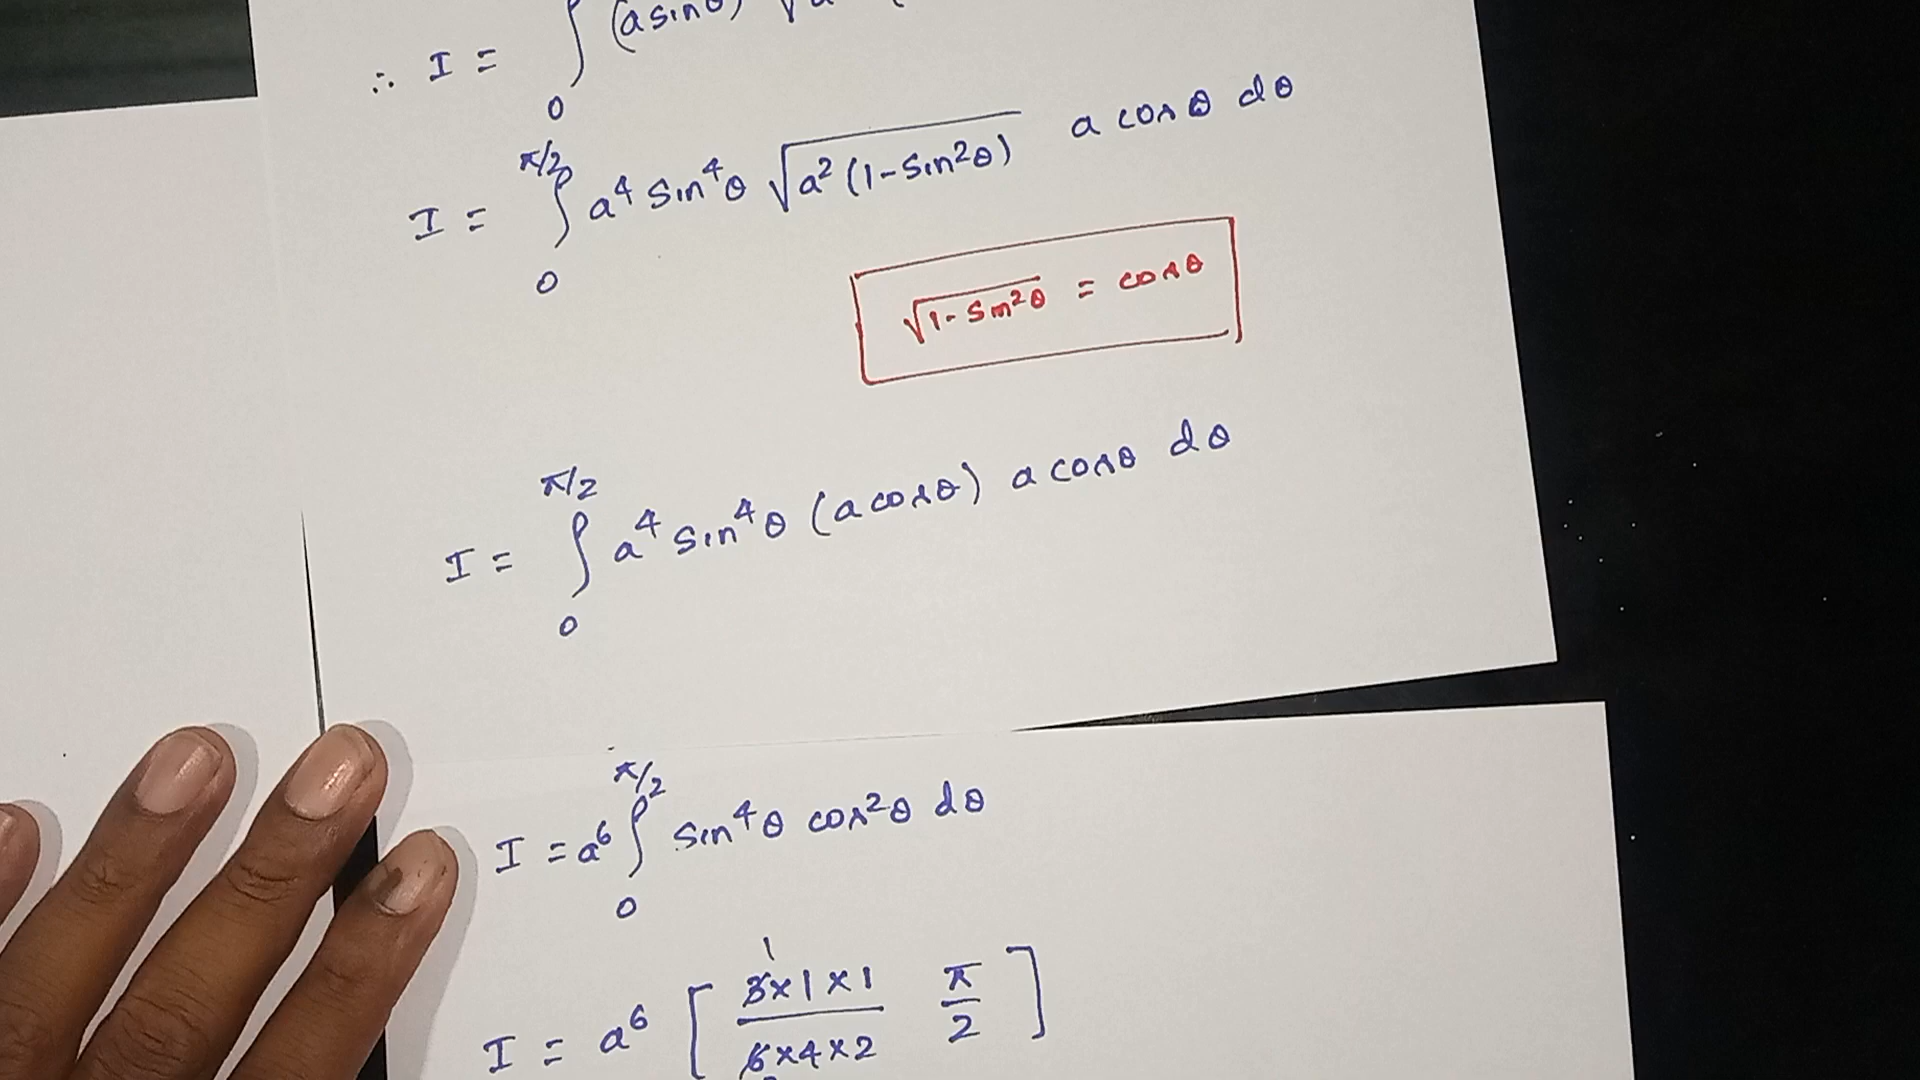 ∴ I = ∫ (a sinθ)
0
π/2
I = ∫ a⁴ sin⁴θ √a²(1-sin²θ) a cosθ dθ
0
√1-sin²θ = cosθ
π/2
I = ∫ a⁴ sin⁴θ (a cosθ) a cosθ dθ
0
π/2
I = a⁶ ∫ sin⁴θ cos²θ dθ
0
1
I = a⁶ [ 3×1×1 / 6×4×2 π/2 ]